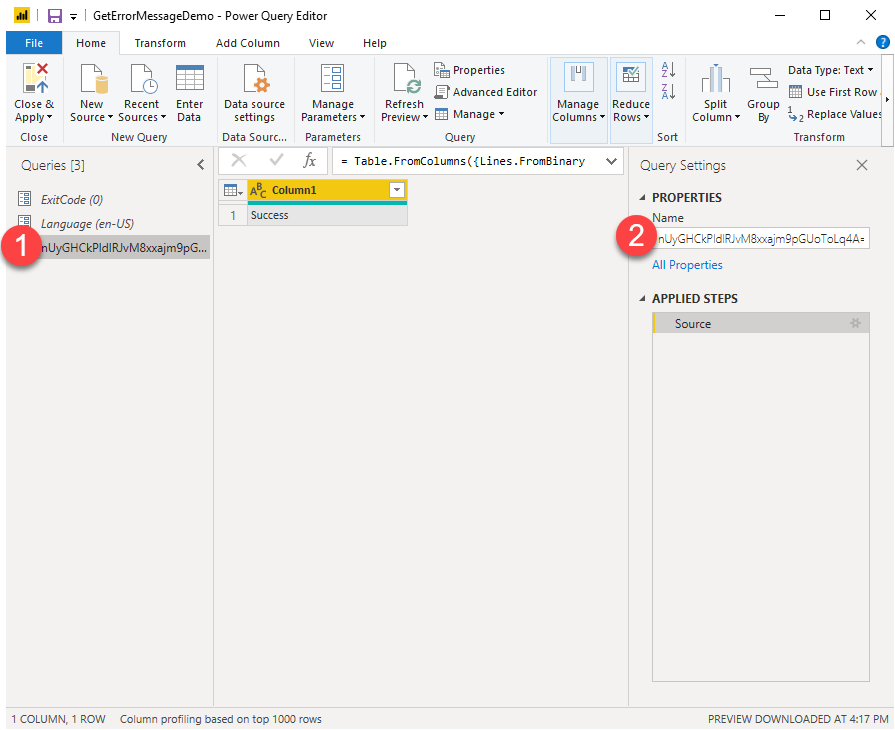 GetErrorMessageDemo - Power Query Editor
File Home Transform Add Column View Help
Close & Apply
New Source
Recent Sources
Enter Data
Data source settings
Manage Parameters
Refresh Preview
Properties
Advanced Editor
Manage
Manage Columns
Reduce Rows
Split Column
Group By
Data Type: Text
Use First Row
Replace Values
Close
New Query
Data Sourc...
Parameters
Query
Sort
Transform
Queries [3]
ExitCode (0)
Language (en-US)
1
nUyGHCkPldlRJvM8xxajm9pG...
fx
= Table.FromColumns({Lines.FromBinary
ABC Column1
1 Success
Query Settings
PROPERTIES
Name
2
nUyGHCkPldlRJvM8xxajm9pGUoToLq4A=
All Properties
APPLIED STEPS
Source
1 COLUMN, 1 ROW Column profiling based on top 1000 rows
PREVIEW DOWNLOADED AT 4:17 PM